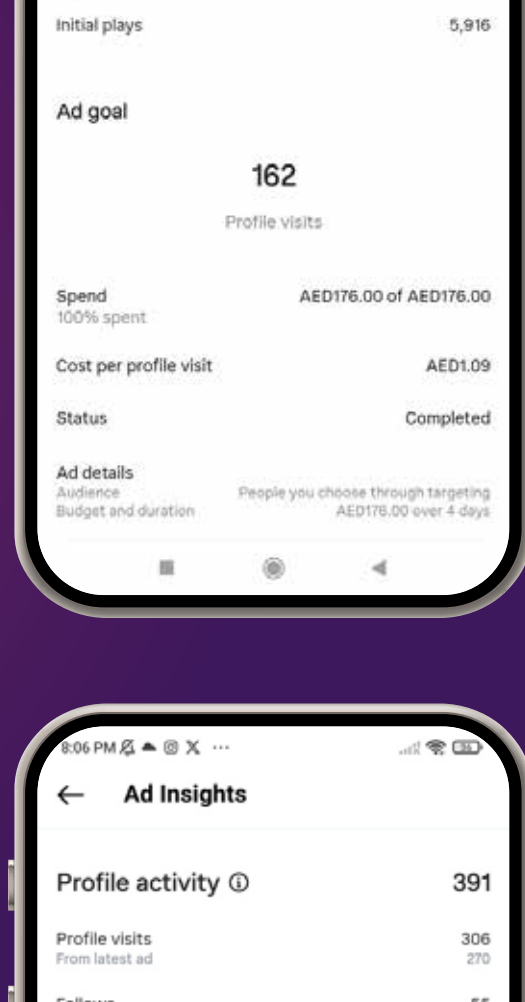 Initial plays 5,916
Ad goal
162
Profile visits
Spend AED176.00 of AED176.00
100% spent
Cost per profile visit AED1.09
Status Completed
Ad details
Audience People you choose through targeting
Budget and duration AED176.00 over 4 days
8:06 PM
Ad Insights
Profile activity 391
Profile visits 306
From latest ad 270
Follows 55